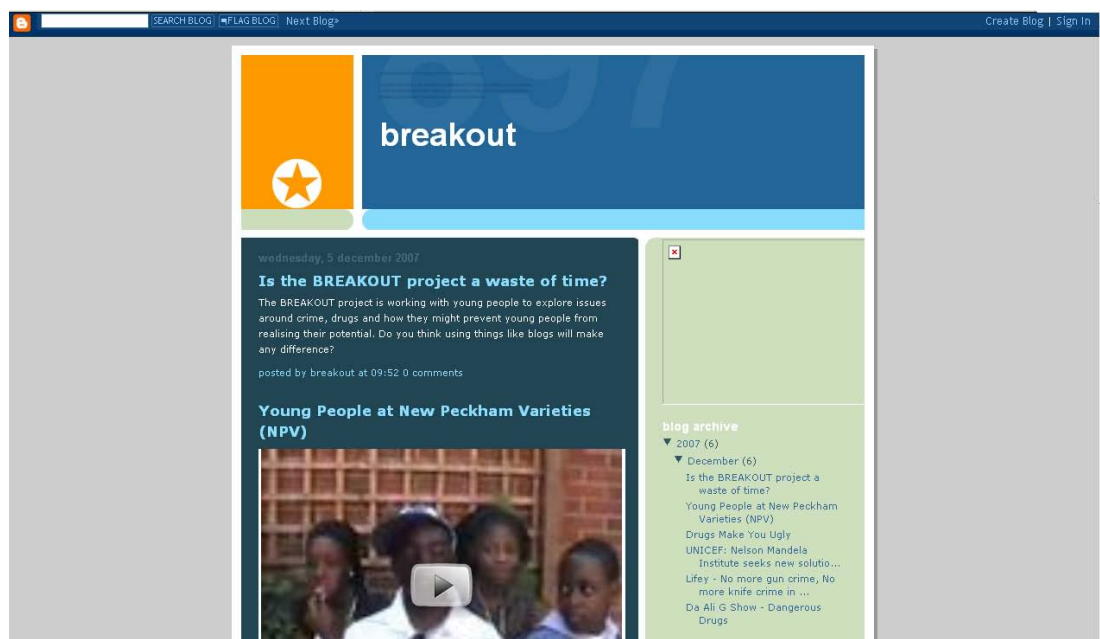 SEARCH BLOG FLAG BLOG Next Blog» Create Blog | Sign In
897
breakout
wednesday, 5 december 2007
Is the BREAKOUT project a waste of time?
The BREAKOUT project is working with young people to explore issues
around crime, drugs and how they might prevent young people from
realising their potential. Do you think using things like blogs will make
any difference?
posted by breakout at 09:52 0 comments
Young People at New Peckham Varieties
(NPV)
blog archive
▼ 2007 (6)
▼ December (6)
Is the BREAKOUT project a
waste of time?
Young People at New Peckham
Varieties (NPV)
Drugs Make You Ugly
UNICEF: Nelson Mandela
Institute seeks new solutio...
Lifey - No more gun crime, No
more knife crime in ...
Da Ali G Show - Dangerous
Drugs